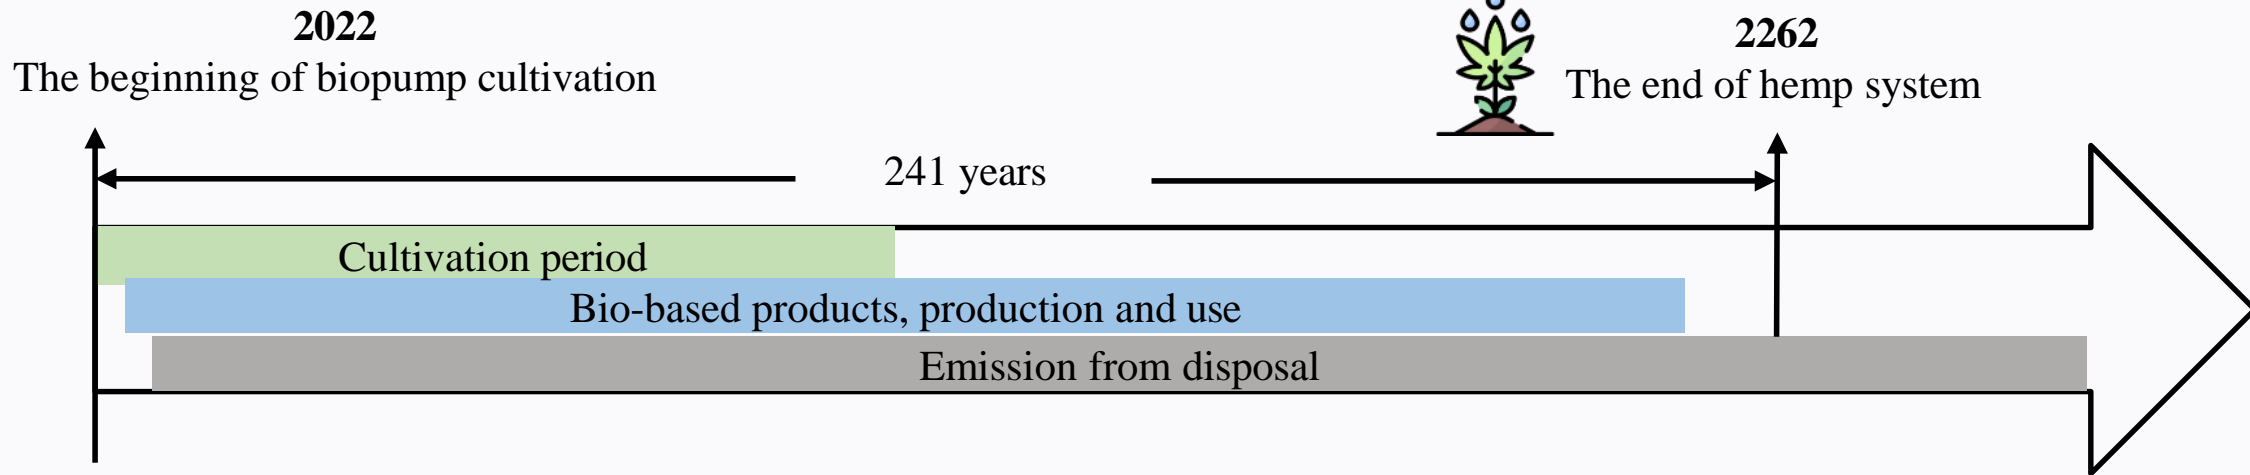 2022
The beginning of biopump cultivation
2262
The end of hemp system
241 years
Cultivation period
Bio-based products, production and use
Emission from disposal